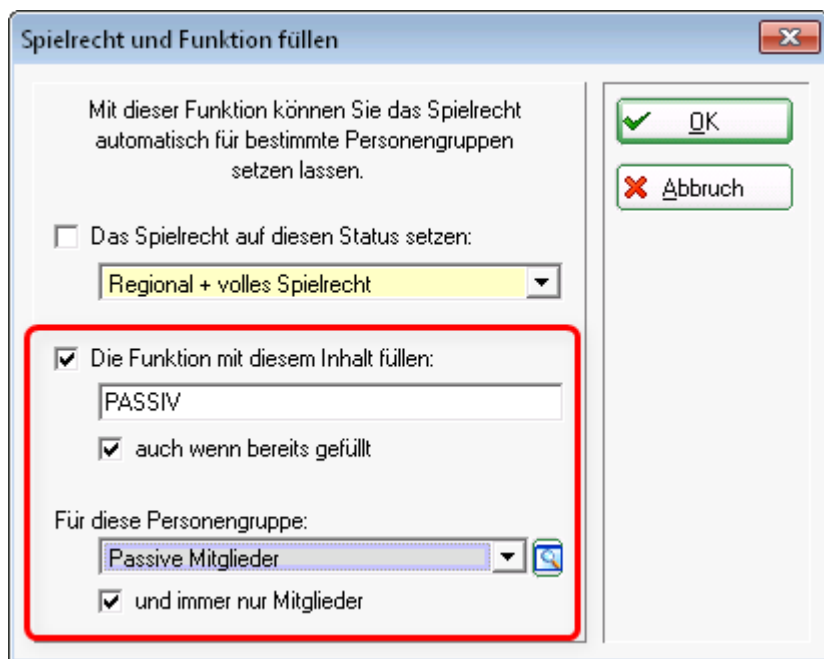 Spielrecht und Funktion füllen
Mit dieser Funktion können Sie das Spielrecht
automatisch für bestimmte Personengruppen
setzen lassen.
OK
Abbruch
Das Spielrecht auf diesen Status setzen:
Regional + volles Spielrecht
Die Funktion mit diesem Inhalt füllen:
PASSIV
auch wenn bereits gefüllt
Für diese Personengruppe:
Passive Mitglieder
und immer nur Mitglieder